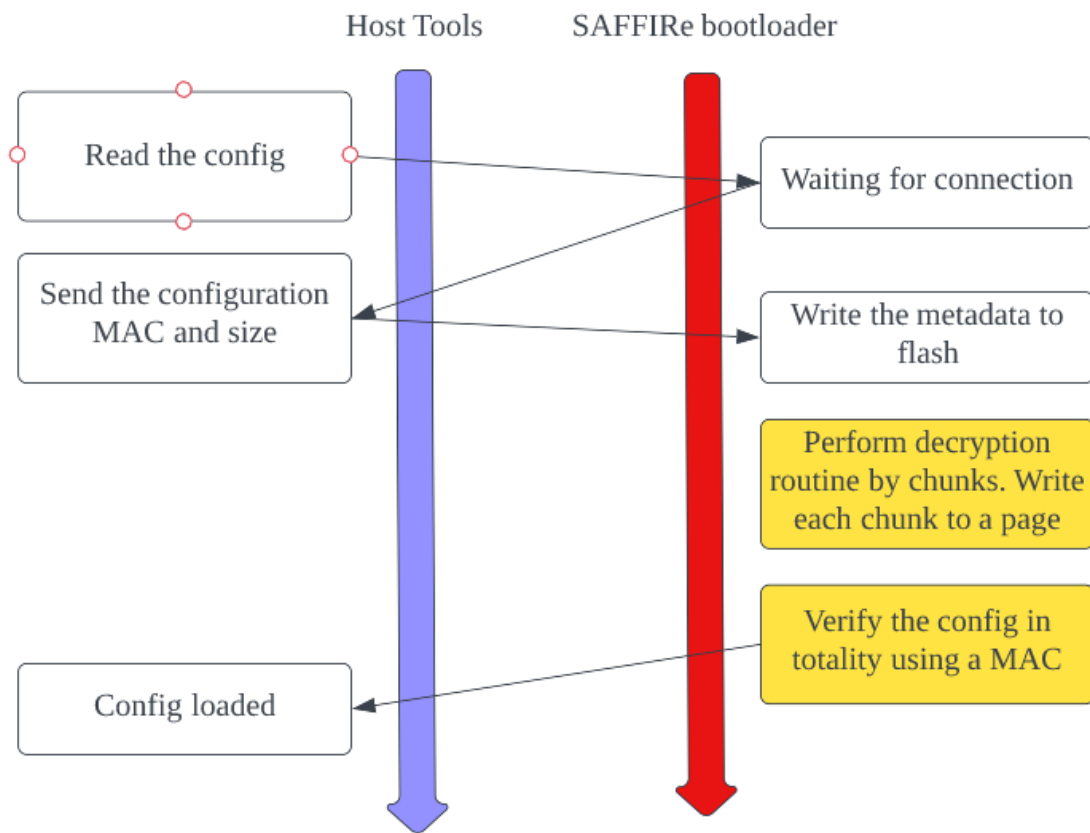 Host Tools
SAFFIRe bootloader
Read the config
Waiting for connection
Send the configuration
MAC and size
Write the metadata to
flash
Perform decryption
routine by chunks. Write
each chunk to a page
Verify the config in
totality using a MAC
Config loaded